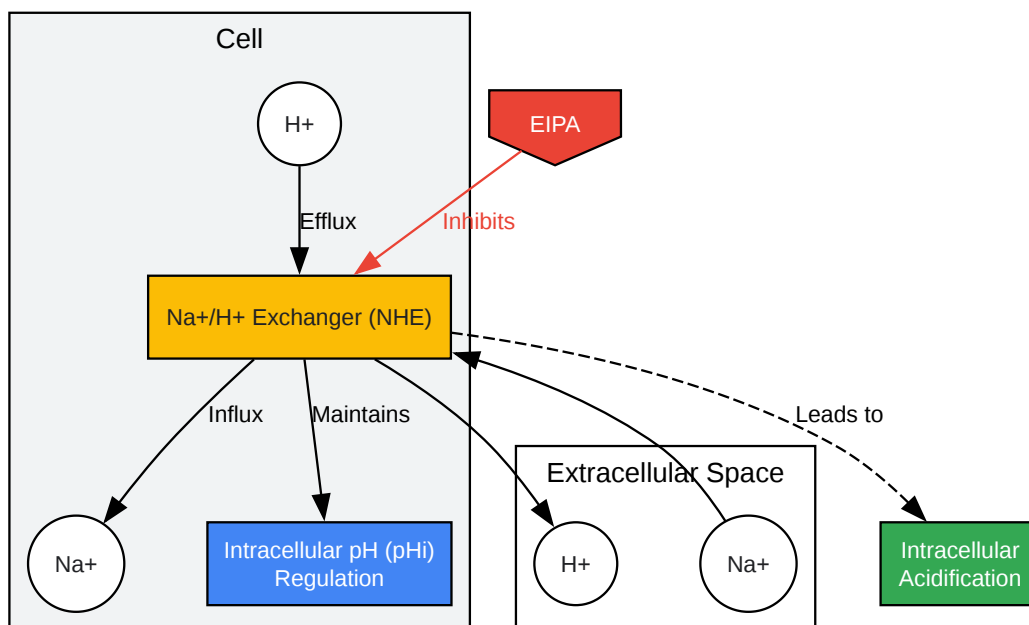 Cell
H+
EIPA
Efflux
Inhibits
Na+/H+ Exchanger (NHE)
Influx
Maintains
Leads to
Extracellular Space
Na+
Intracellular pH (pHi)
Regulation
H+
Na+
Intracellular
Acidification